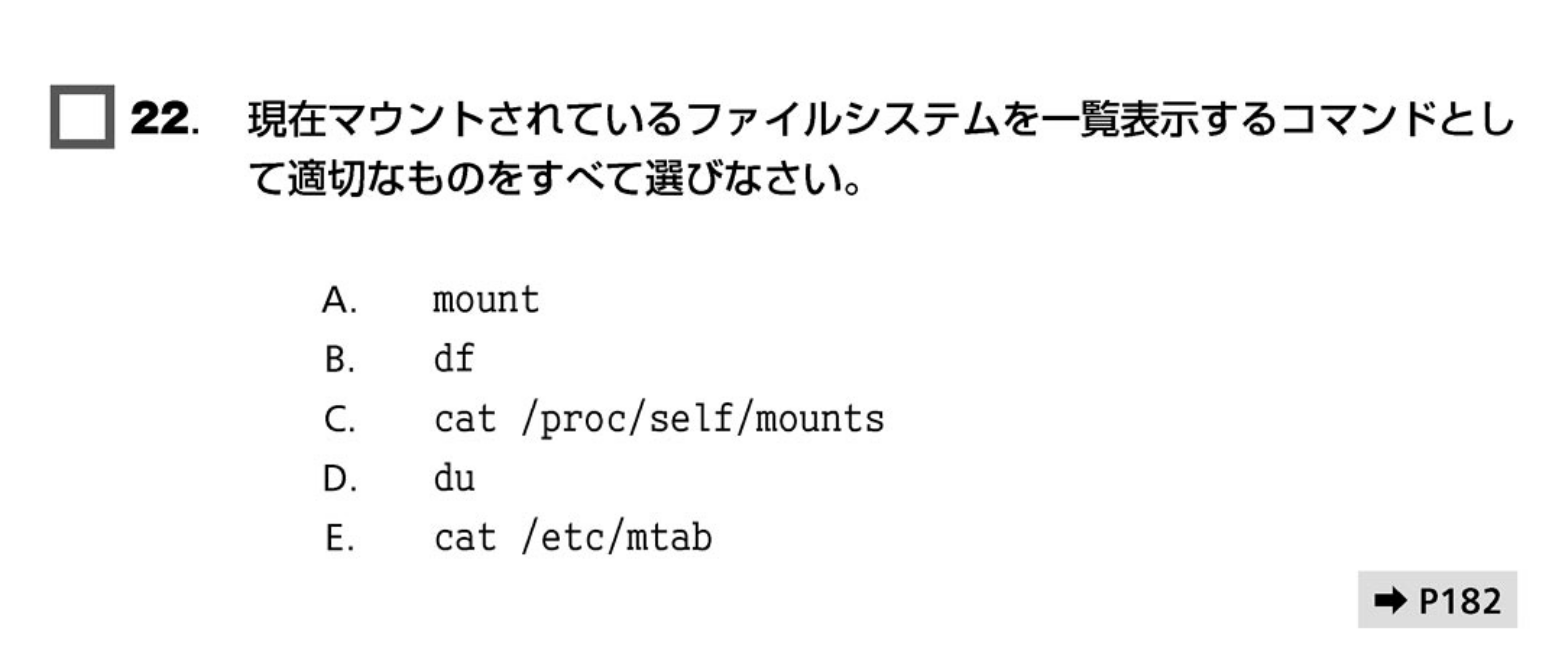 22. 現在マウントされているファイルシステムを一覧表示するコマンドとし
て適切なものをすべて選びなさい。
A. mount
B. df
C. cat /proc/self/mounts
D. du
E. cat /etc/mtab
➡ P182